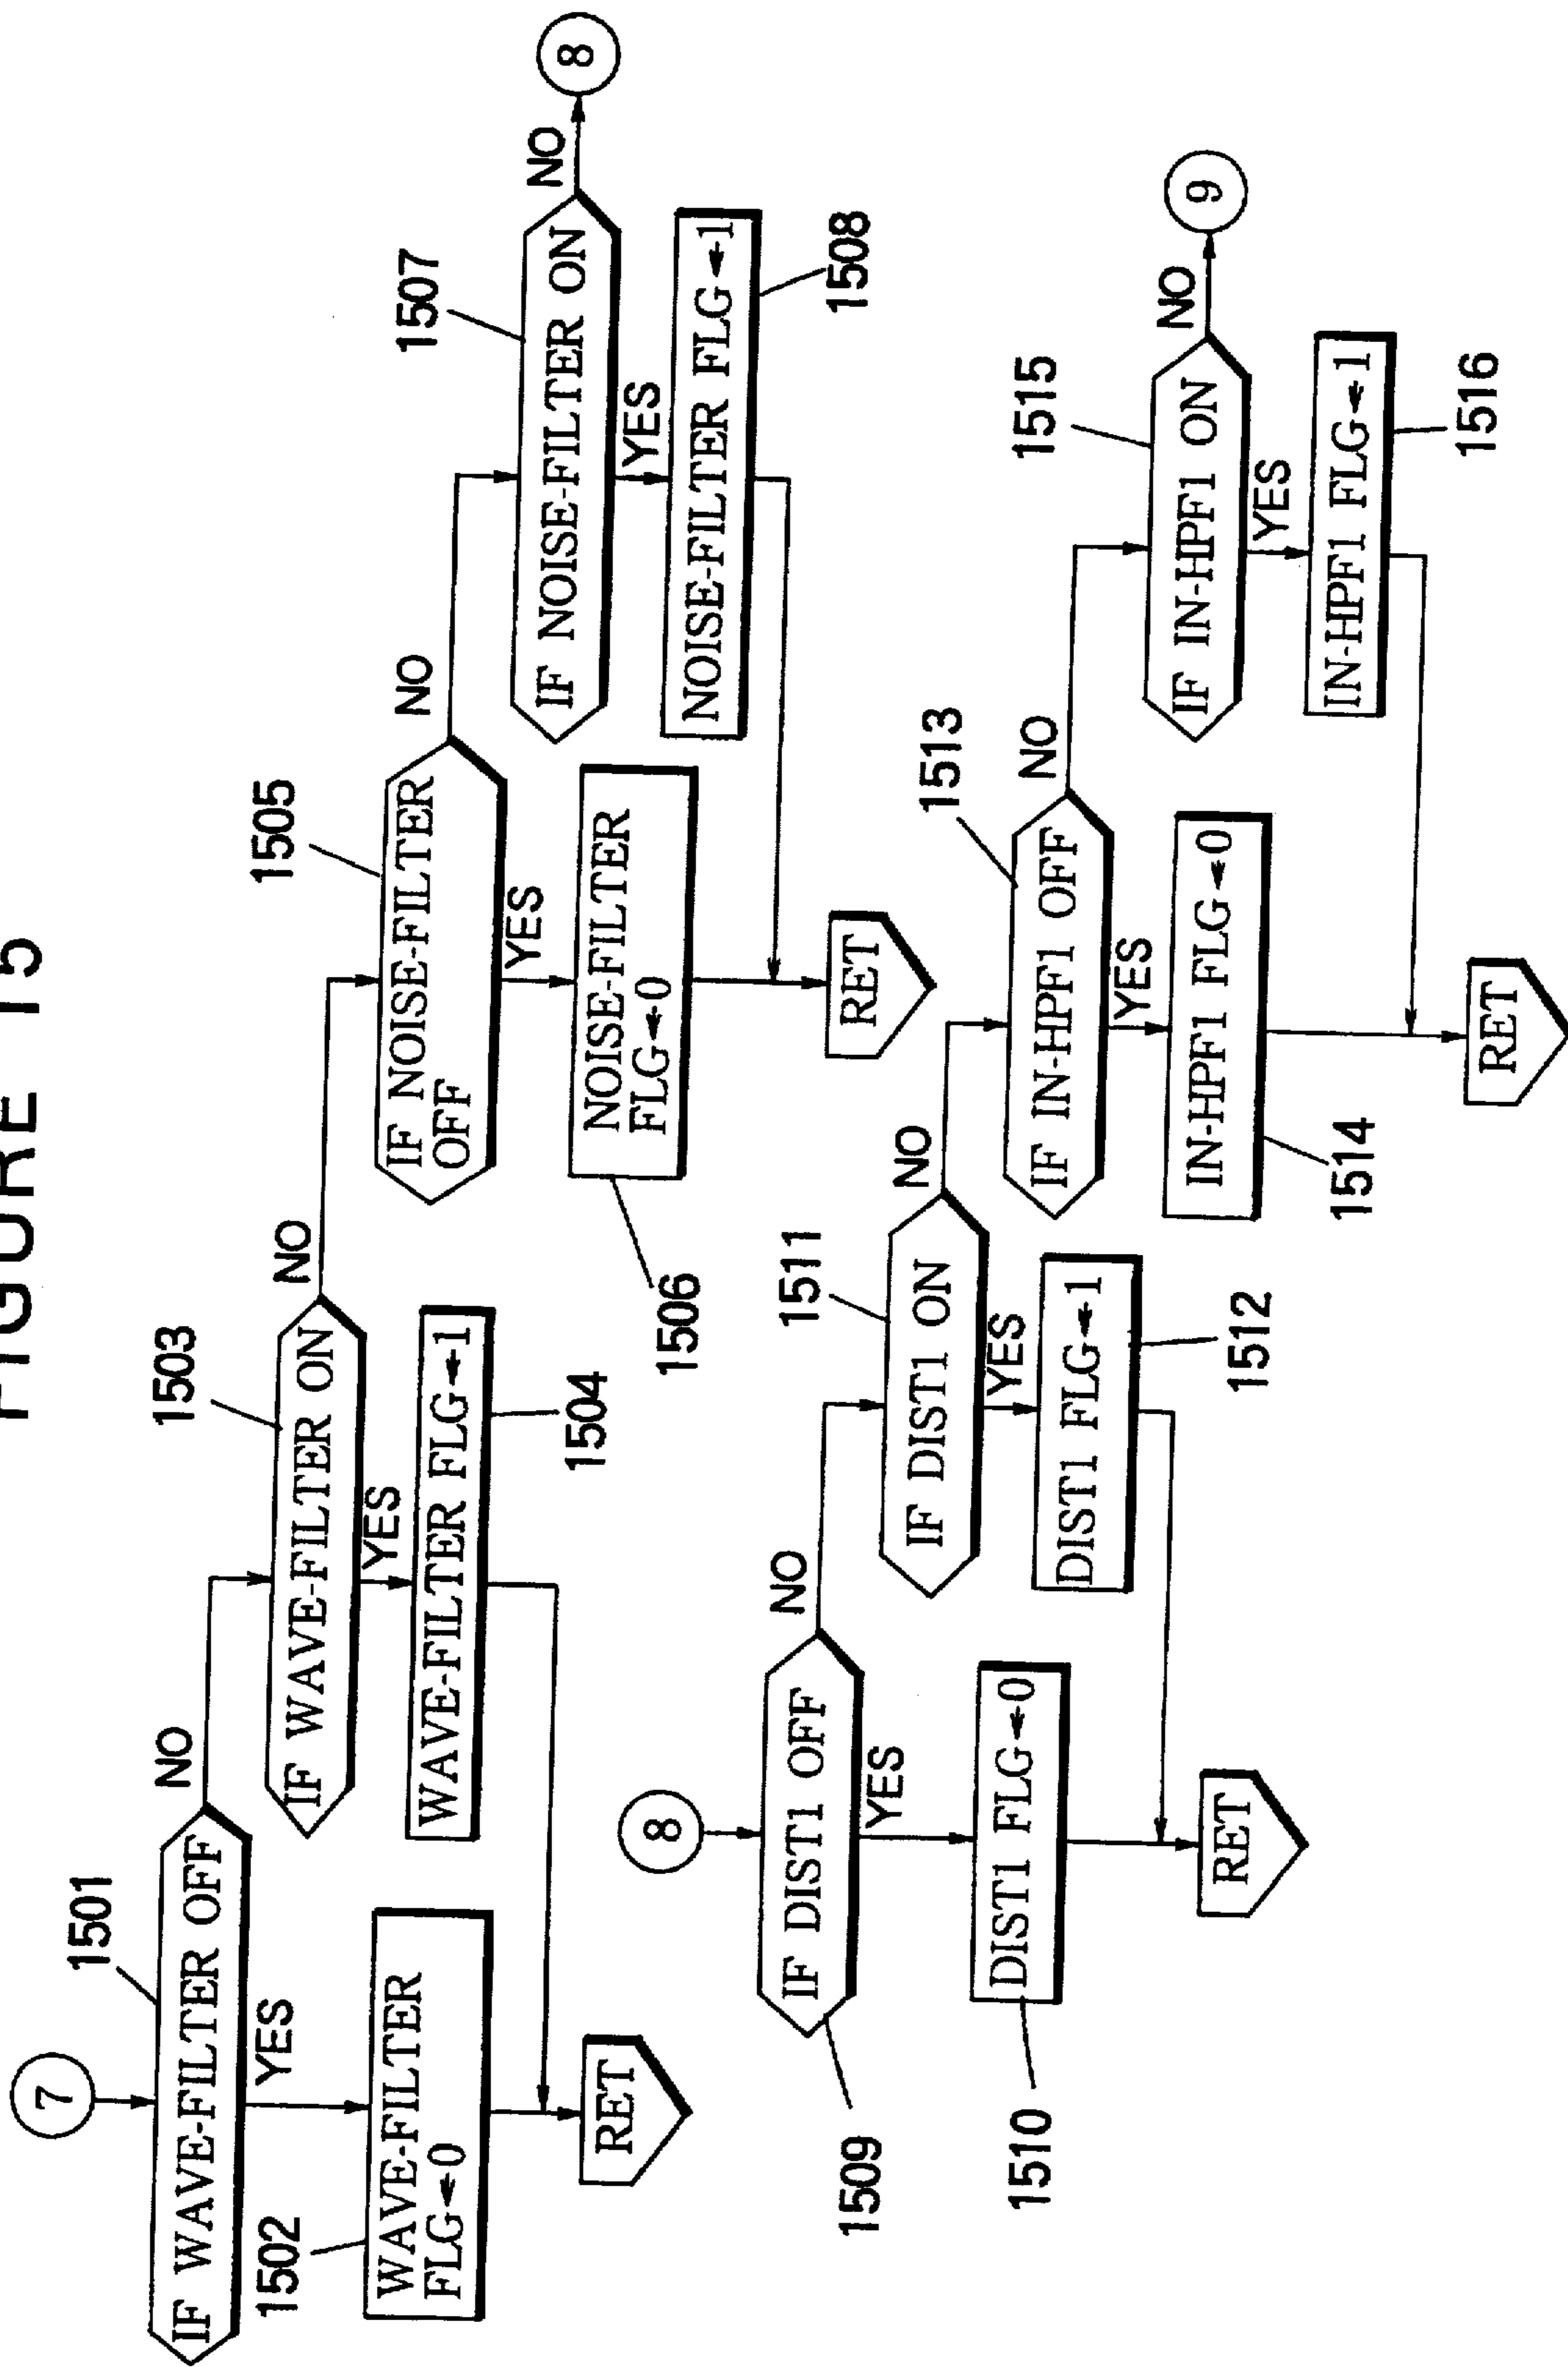 FIGURE 15
7
1501
IF WAVE-FILTER OFF
NO
YES
1502
WAVE-FILTER
FLG←0
RET
1503
IF WAVE-FILTER ON
NO
YES
WAVE-FILTER FLG←1
1504
1505
IF NOISE-FILTER
OFF
NO
YES
NOISE-FILTER
FLG←0
1506
RET
1507
IF NOISE-FILTER ON
NO
8
YES
NOISE-FILTER FLG←1
1508
8
IF DIST1 OFF
NO
1509
YES
DIST1 FLG←0
1510
RET
1511
IF DIST1 ON
NO
YES
DIST1 FLG←1
1512
1513
IF IN-HPF1 OFF
NO
YES
IN-HPF1 FLG←0
1514
RET
1515
IF IN-HPF1 ON
NO
9
YES
IN-HPF1 FLG←1
1516